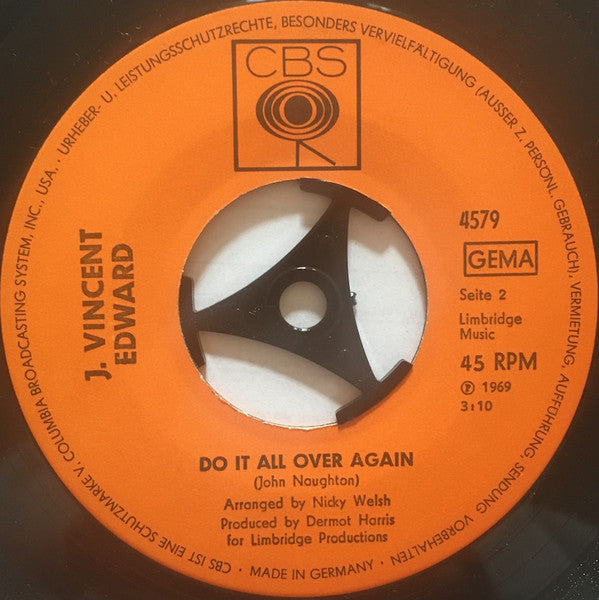 CBS
J. VINCENT
EDWARD
4579
GEMA
Seite 2
Limbridge
Music
45 RPM
Ⓟ 1969
3:10
DO IT ALL OVER AGAIN
(John Naughton)
Arranged by Nicky Welsh
Produced by Dermot Harris
for Limbridge Productions
CBS IST EINE SCHUTZMARKE V. COLUMBIA BROADCASTING SYSTEM, INC., USA. · URHEBER- U. LEISTUNGSSCHUTZRECHTE, BESONDERS VERVIELFÄLTIGUNG (AUSSER Z. PERSÖNL. GEBRAUCH), VERMIETUNG, AUFFÜHRUNG, SENDUNG VORBEHALTEN
· MADE IN GERMANY ·